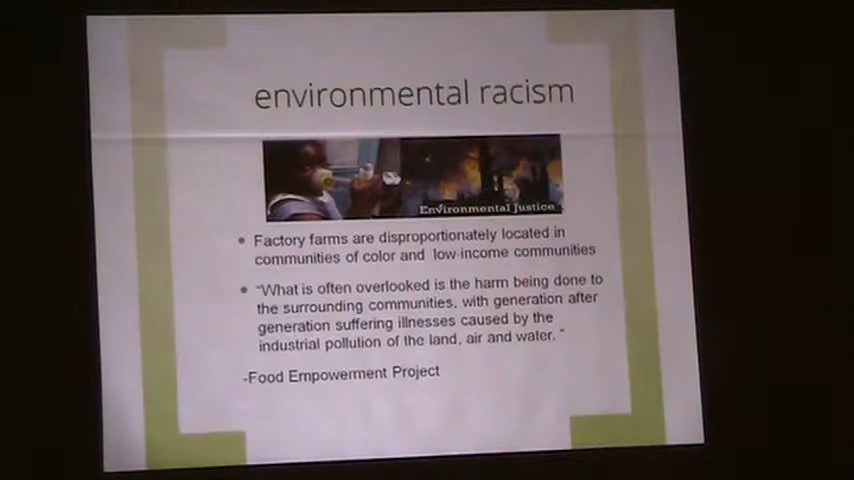 environmental racism
Environmental Justice
• Factory farms are disproportionately located in
communities of color and low-income communities
• “What is often overlooked is the harm being done to
the surrounding communities, with generation after
generation suffering illnesses caused by the
industrial pollution of the land, air and water. ”
-Food Empowerment Project